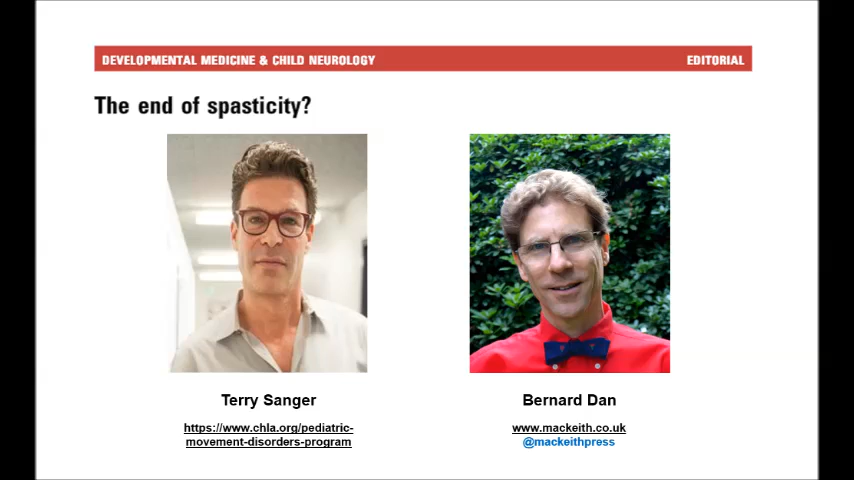 DEVELOPMENTAL MEDICINE & CHILD NEUROLOGY EDITORIAL
The end of spasticity?
Terry Sanger
https://www.chla.org/pediatric-
movement-disorders-program
Bernard Dan
www.mackeith.co.uk
@mackeithpress